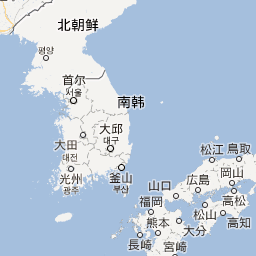 北朝鲜
평양
首尔
서울
南韩
大邱
대구
大田
대전
光州
광주
釜山
부산
松江
鳥取
岡山
広島
山口
福岡
高松
松山
高知
熊本
大分
長崎
宮崎